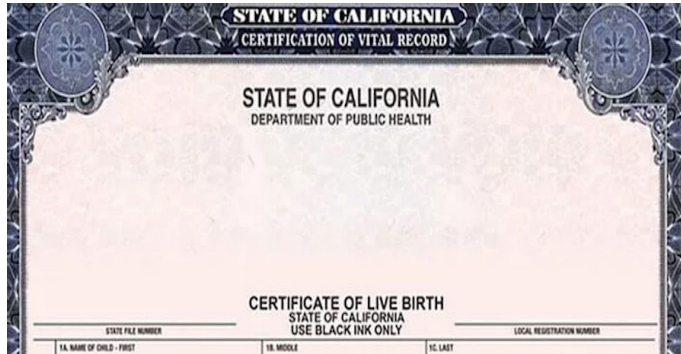 STATE OF CALIFORNIA
CERTIFICATION OF VITAL RECORD
STATE OF CALIFORNIA
DEPARTMENT OF PUBLIC HEALTH
CERTIFICATE OF LIVE BIRTH
STATE OF CALIFORNIA
USE BLACK INK ONLY
STATE FILE NUMBER
LOCAL REGISTRATION NUMBER
1A. NAME OF CHILD - FIRST
1B. MIDDLE
1C. LAST